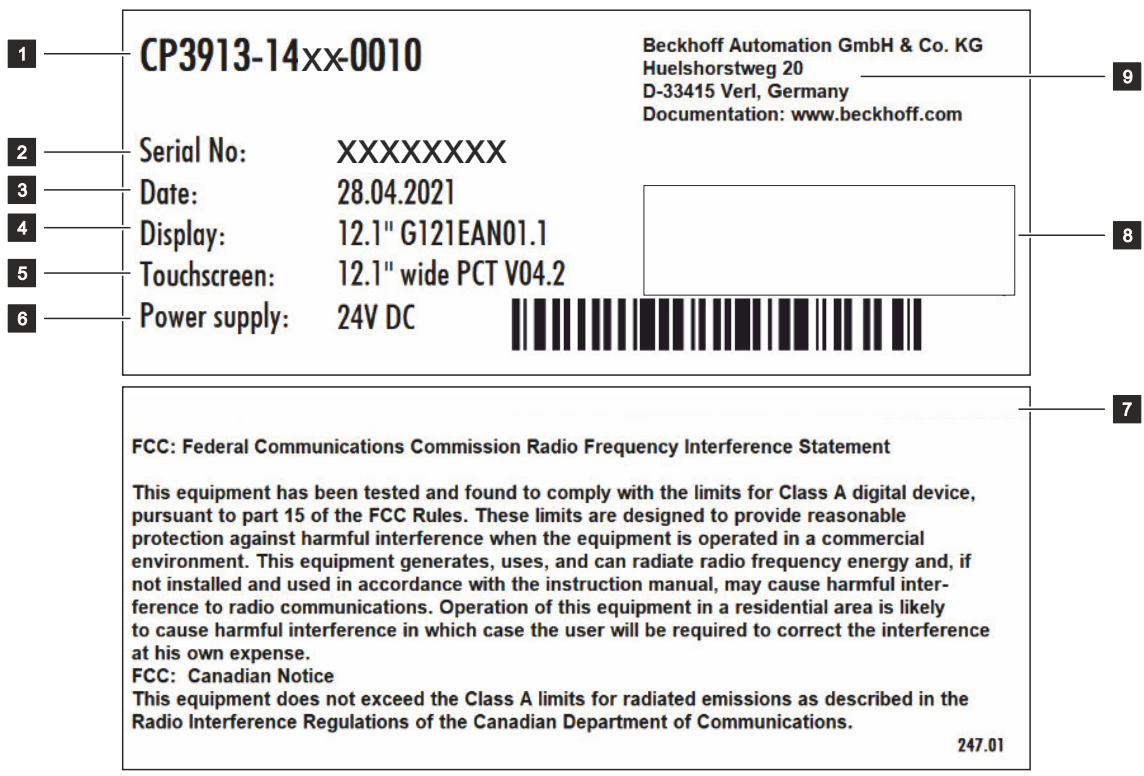 1
CP3913-14xx-0010
Beckhoff Automation GmbH & Co. KG
Huelshorstweg 20
D-33415 Verl, Germany
Documentation: www.beckhoff.com
9
2
Serial No: XXXXXXXX
3
Date: 28.04.2021
4
Display: 12.1" G121EAN01.1
8
5
Touchscreen: 12.1" wide PCT V04.2
6
Power supply: 24V DC
7
FCC: Federal Communications Commission Radio Frequency Interference Statement
This equipment has been tested and found to comply with the limits for Class A digital device,
pursuant to part 15 of the FCC Rules. These limits are designed to provide reasonable
protection against harmful interference when the equipment is operated in a commercial
environment. This equipment generates, uses, and can radiate radio frequency energy and, if
not installed and used in accordance with the instruction manual, may cause harmful inter-
ference to radio communications. Operation of this equipment in a residential area is likely
to cause harmful interference in which case the user will be required to correct the interference
at his own expense.
FCC: Canadian Notice
This equipment does not exceed the Class A limits for radiated emissions as described in the
Radio Interference Regulations of the Canadian Department of Communications.
247.01